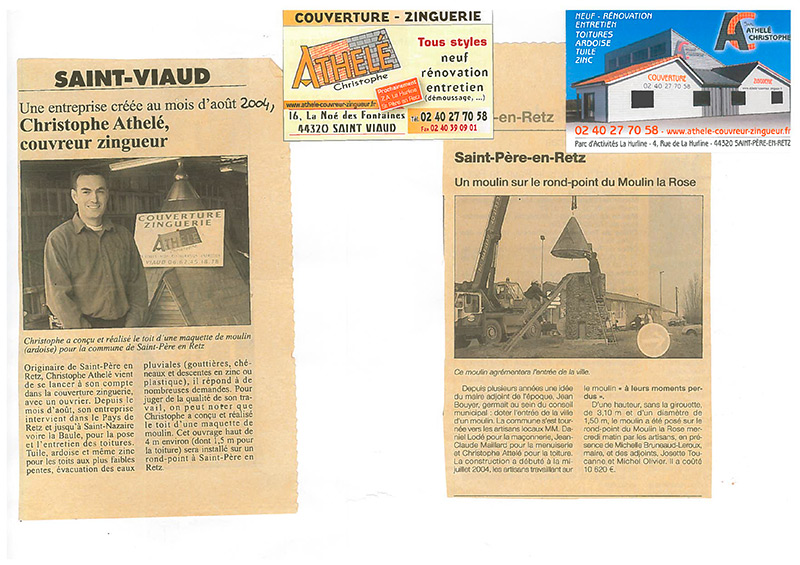 SAINT-VIAUD
Une entreprise créée au mois d'août 2004,
Christophe Athelé,
couvreur zingueur
COUVERTURE
ZINGUERIE
ATHELÉ
Christophe a conçu et réalisé le toit d'une maquette de moulin
(ardoise) pour la commune de Saint-Père en Retz
Originaire de Saint-Père en
Retz, Christophe Athelé vient
de se lancer à son compte
dans la couverture zinguerie,
avec un ouvrier. Depuis le
mois d'août, son entreprise
intervient dans le Pays de
Retz et jusqu'à Saint-Nazaire
voire la Baule, pour la pose
et l'entretien des toitures.
Tuile, ardoise et même zinc
pour les toits aux plus faibles
pentes, évacuation des eaux
pluviales (gouttières, ché-
neaux et descentes en zinc ou
plastique), il répond à de
nombreuses demandes. Pour
juger de la qualité de son tra-
vail, on peut noter que
Christophe a conçu et réalisé
le toit d'une maquette de
moulin. Cet ouvrage haut de
4 m environ (dont 1,5 m pour
la toiture) sera installé sur un
rond-point à Saint-Père en
Retz.
COUVERTURE - ZINGUERIE
ATHELÉ
Christophe
Prochainement
Z.A La Hurline
St Père en Retz
www.athele-couvreur-zingueur.fr
Tous styles
neuf
rénovation
entretien
(démoussage, ...)
16, La Noé des Fontaines
44320 SAINT VIAUD
Tél. 02 40 27 70 58
Fax 02 40 39 09 01
NEUF - RÉNOVATION
ENTRETIEN
TOITURES
ARDOISE
TUILE
ZINC
ATHELÉ
CHRISTOPHE
COUVERTURE
02 40 27 70 58
ZINGUERIE
02 40 27 70 58 - www.athele-couvreur-zingueur.fr
Parc d'Activités La Hurline - 4, Rue de La Hurline - 44320 SAINT-PÈRE-EN-RETZ
en-Retz
Saint-Père-en-Retz
Un moulin sur le rond-point du Moulin la Rose
Ce moulin agrémentera l'entrée de la ville.
Depuis plusieurs années une idée
du maire adjoint de l'époque, Jean
Bouyer, germait au sein du conseil
municipal : doter l'entrée de la ville
d'un moulin. La commune s'est tour-
née vers les artisans locaux MM. Da-
niel Lodé pour la maçonnerie, Jean-
Claude Mailliard pour la menuiserie
et Christophe Attelé pour la toiture.
La construction a débuté à la mi-
juillet 2004, les artisans travaillant sur
le moulin « à leurs moments per-
dus ».
D'une hauteur, sans la girouette,
de 3,10 m et d'un diamètre de
1,50 m, le moulin a été posé sur le
rond-point du Moulin la Rose mer-
credi matin par les artisans, en pré-
sence de Michelle Bruneaud-Leroux,
maire, et des adjoints, Josette Tou-
canne et Michel Olivier. Il a coûté
10 620 €.